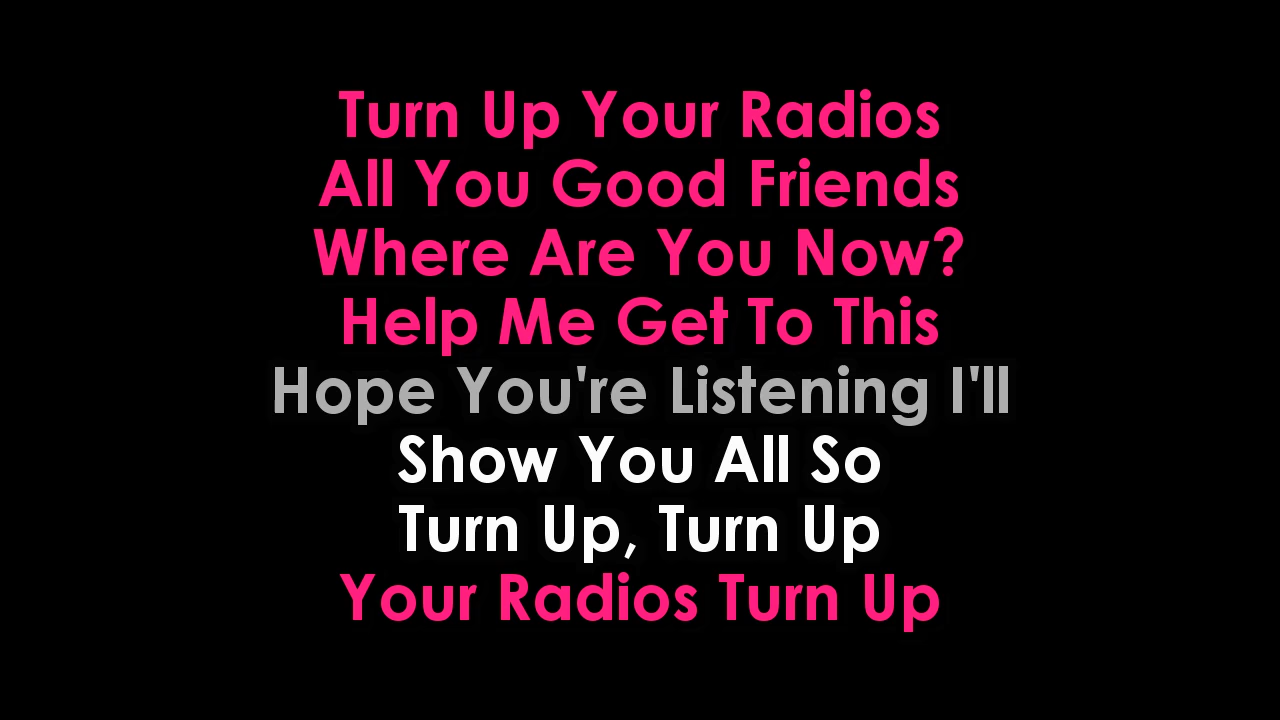 Turn Up Your Radios
All You Good Friends
Where Are You Now?
Help Me Get To This
Hope You're Listening I'll
Show You All So
Turn Up, Turn Up
Your Radios Turn Up